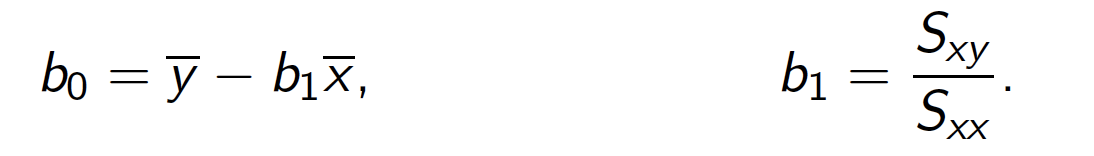 b₀ = y̅ − b₁x̅, b₁ = Sxy / Sxx.